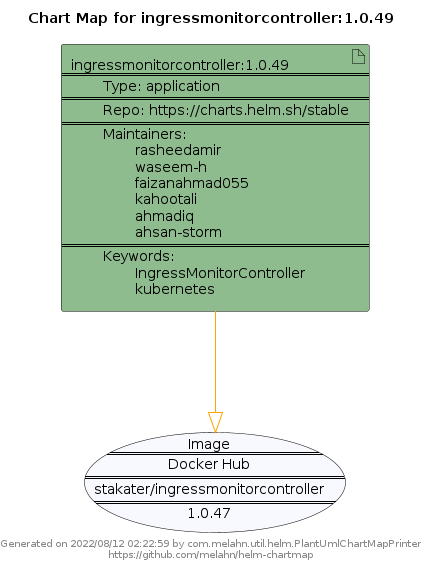 Chart Map for ingressmonitorcontroller:1.0.49
ingressmonitorcontroller:1.0.49
Type: application
Repo: https://charts.helm.sh/stable
Maintainers:
rasheedamir
waseem-h
faizanahmad055
kahootali
ahmadiq
ahsan-storm
Keywords:
IngressMonitorController
kubernetes
Image
Docker Hub
stakater/ingressmonitorcontroller
1.0.47
Generated on 2022/08/12 02:22:59 by com.melahn.util.helm.PlantUmlChartMapPrinter
https://github.com/melahn/helm-chartmap